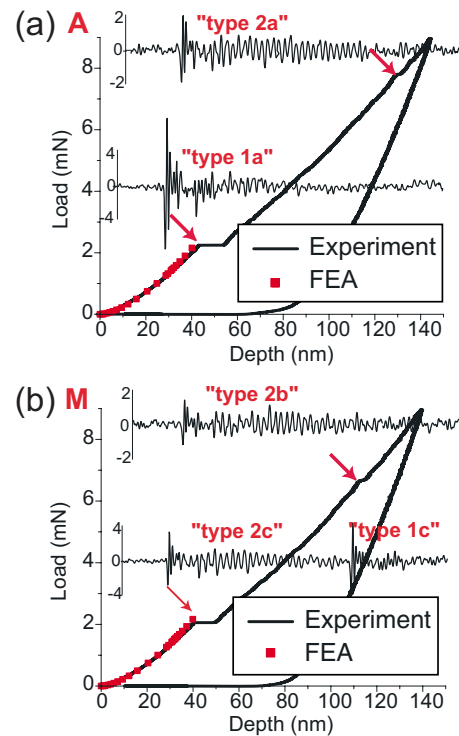 (a) A
2
0
-2
"type 2a"
8
6
4
2
0
4
0
-4
"type 1a"
Load (mN)
Experiment
FEA
0 20 40 60 80 100 120 140
Depth (nm)
(b) M
2
0
-2
"type 2b"
8
6
4
2
0
4
0
-4
"type 2c" "type 1c"
Load (mN)
Experiment
FEA
0 20 40 60 80 100 120 140
Depth (nm)